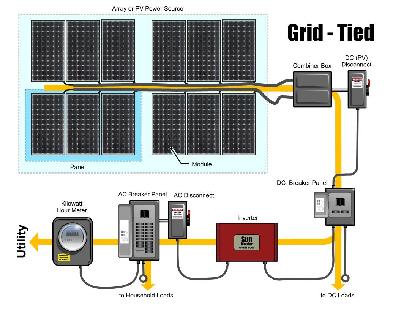 Array or PV Power Source
Grid - Tied
Combiner Box
DC (PV)
Disconnect
Panel
Module
DC Breaker Panel
Kilowatt
Hour Meter
AC Breaker Panel
AC Disconnect
Inverter
Utility
to Household Loads
to DC Loads